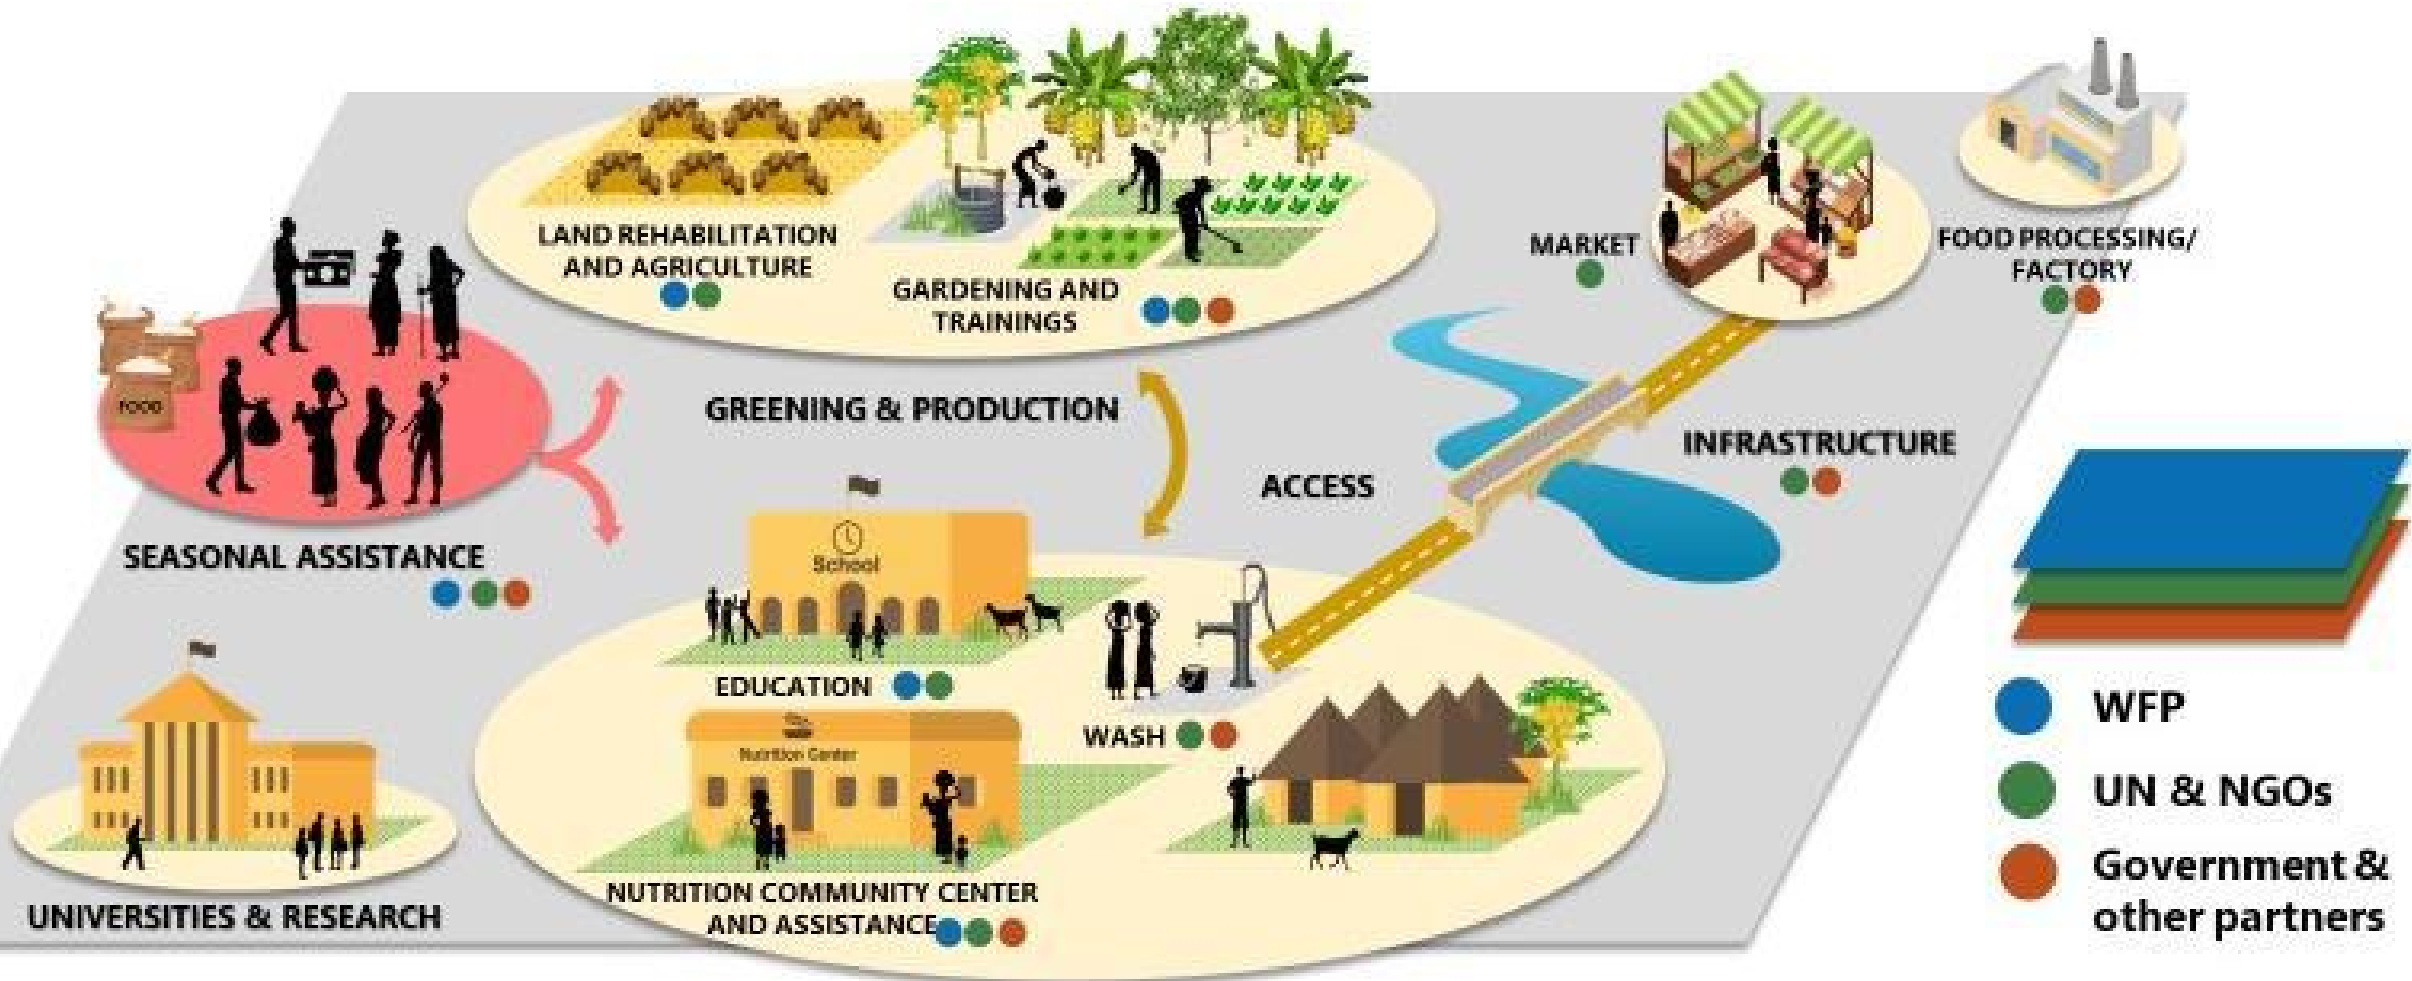 LAND REHABILITATION
AND AGRICULTURE
GARDENING AND
TRAININGS
MARKET
FOOD PROCESSING/
FACTORY
FOOD
GREENING & PRODUCTION
ACCESS
INFRASTRUCTURE
SEASONAL ASSISTANCE
School
EDUCATION
WASH
Nutrition Center
NUTRITION COMMUNITY CENTER
AND ASSISTANCE
UNIVERSITIES & RESEARCH
WFP
UN & NGOs
Government &
other partners